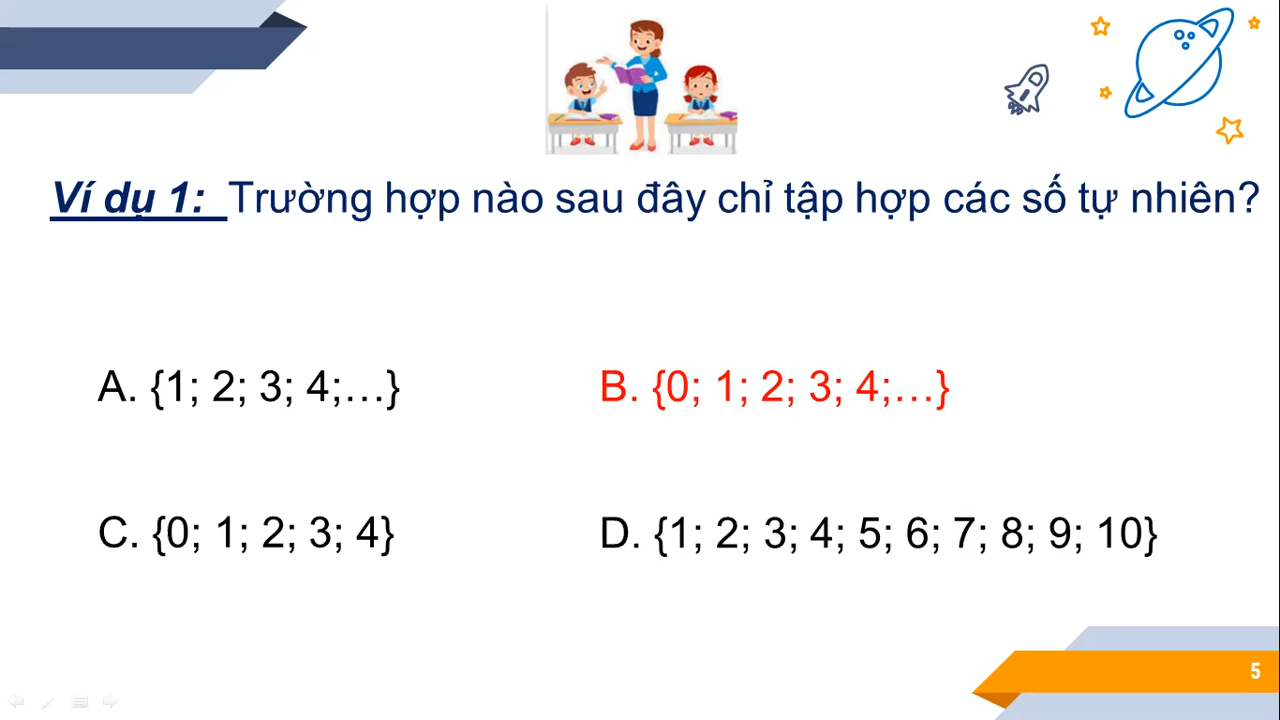 Ví dụ 1: Trường hợp nào sau đây chỉ tập hợp các số tự nhiên?
A. {1; 2; 3; 4;…}
B. {0; 1; 2; 3; 4;…}
C. {0; 1; 2; 3; 4}
D. {1; 2; 3; 4; 5; 6; 7; 8; 9; 10}
5